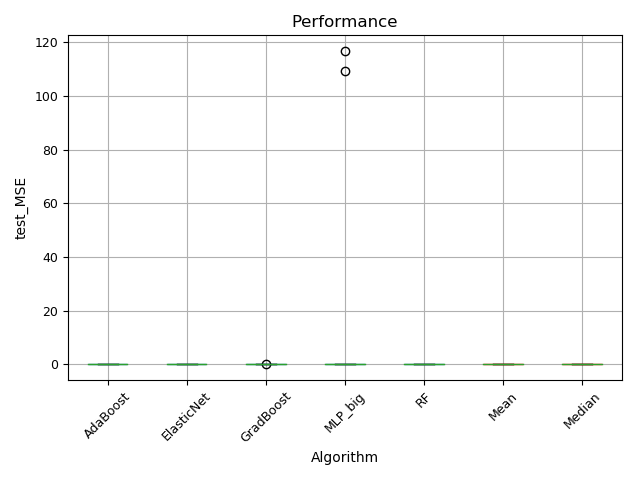 Performance
120
100
80
60
40
20
0
test_MSE
AdaBoost
ElasticNet
GradBoost
MLP_big
RF
Mean
Median
Algorithm